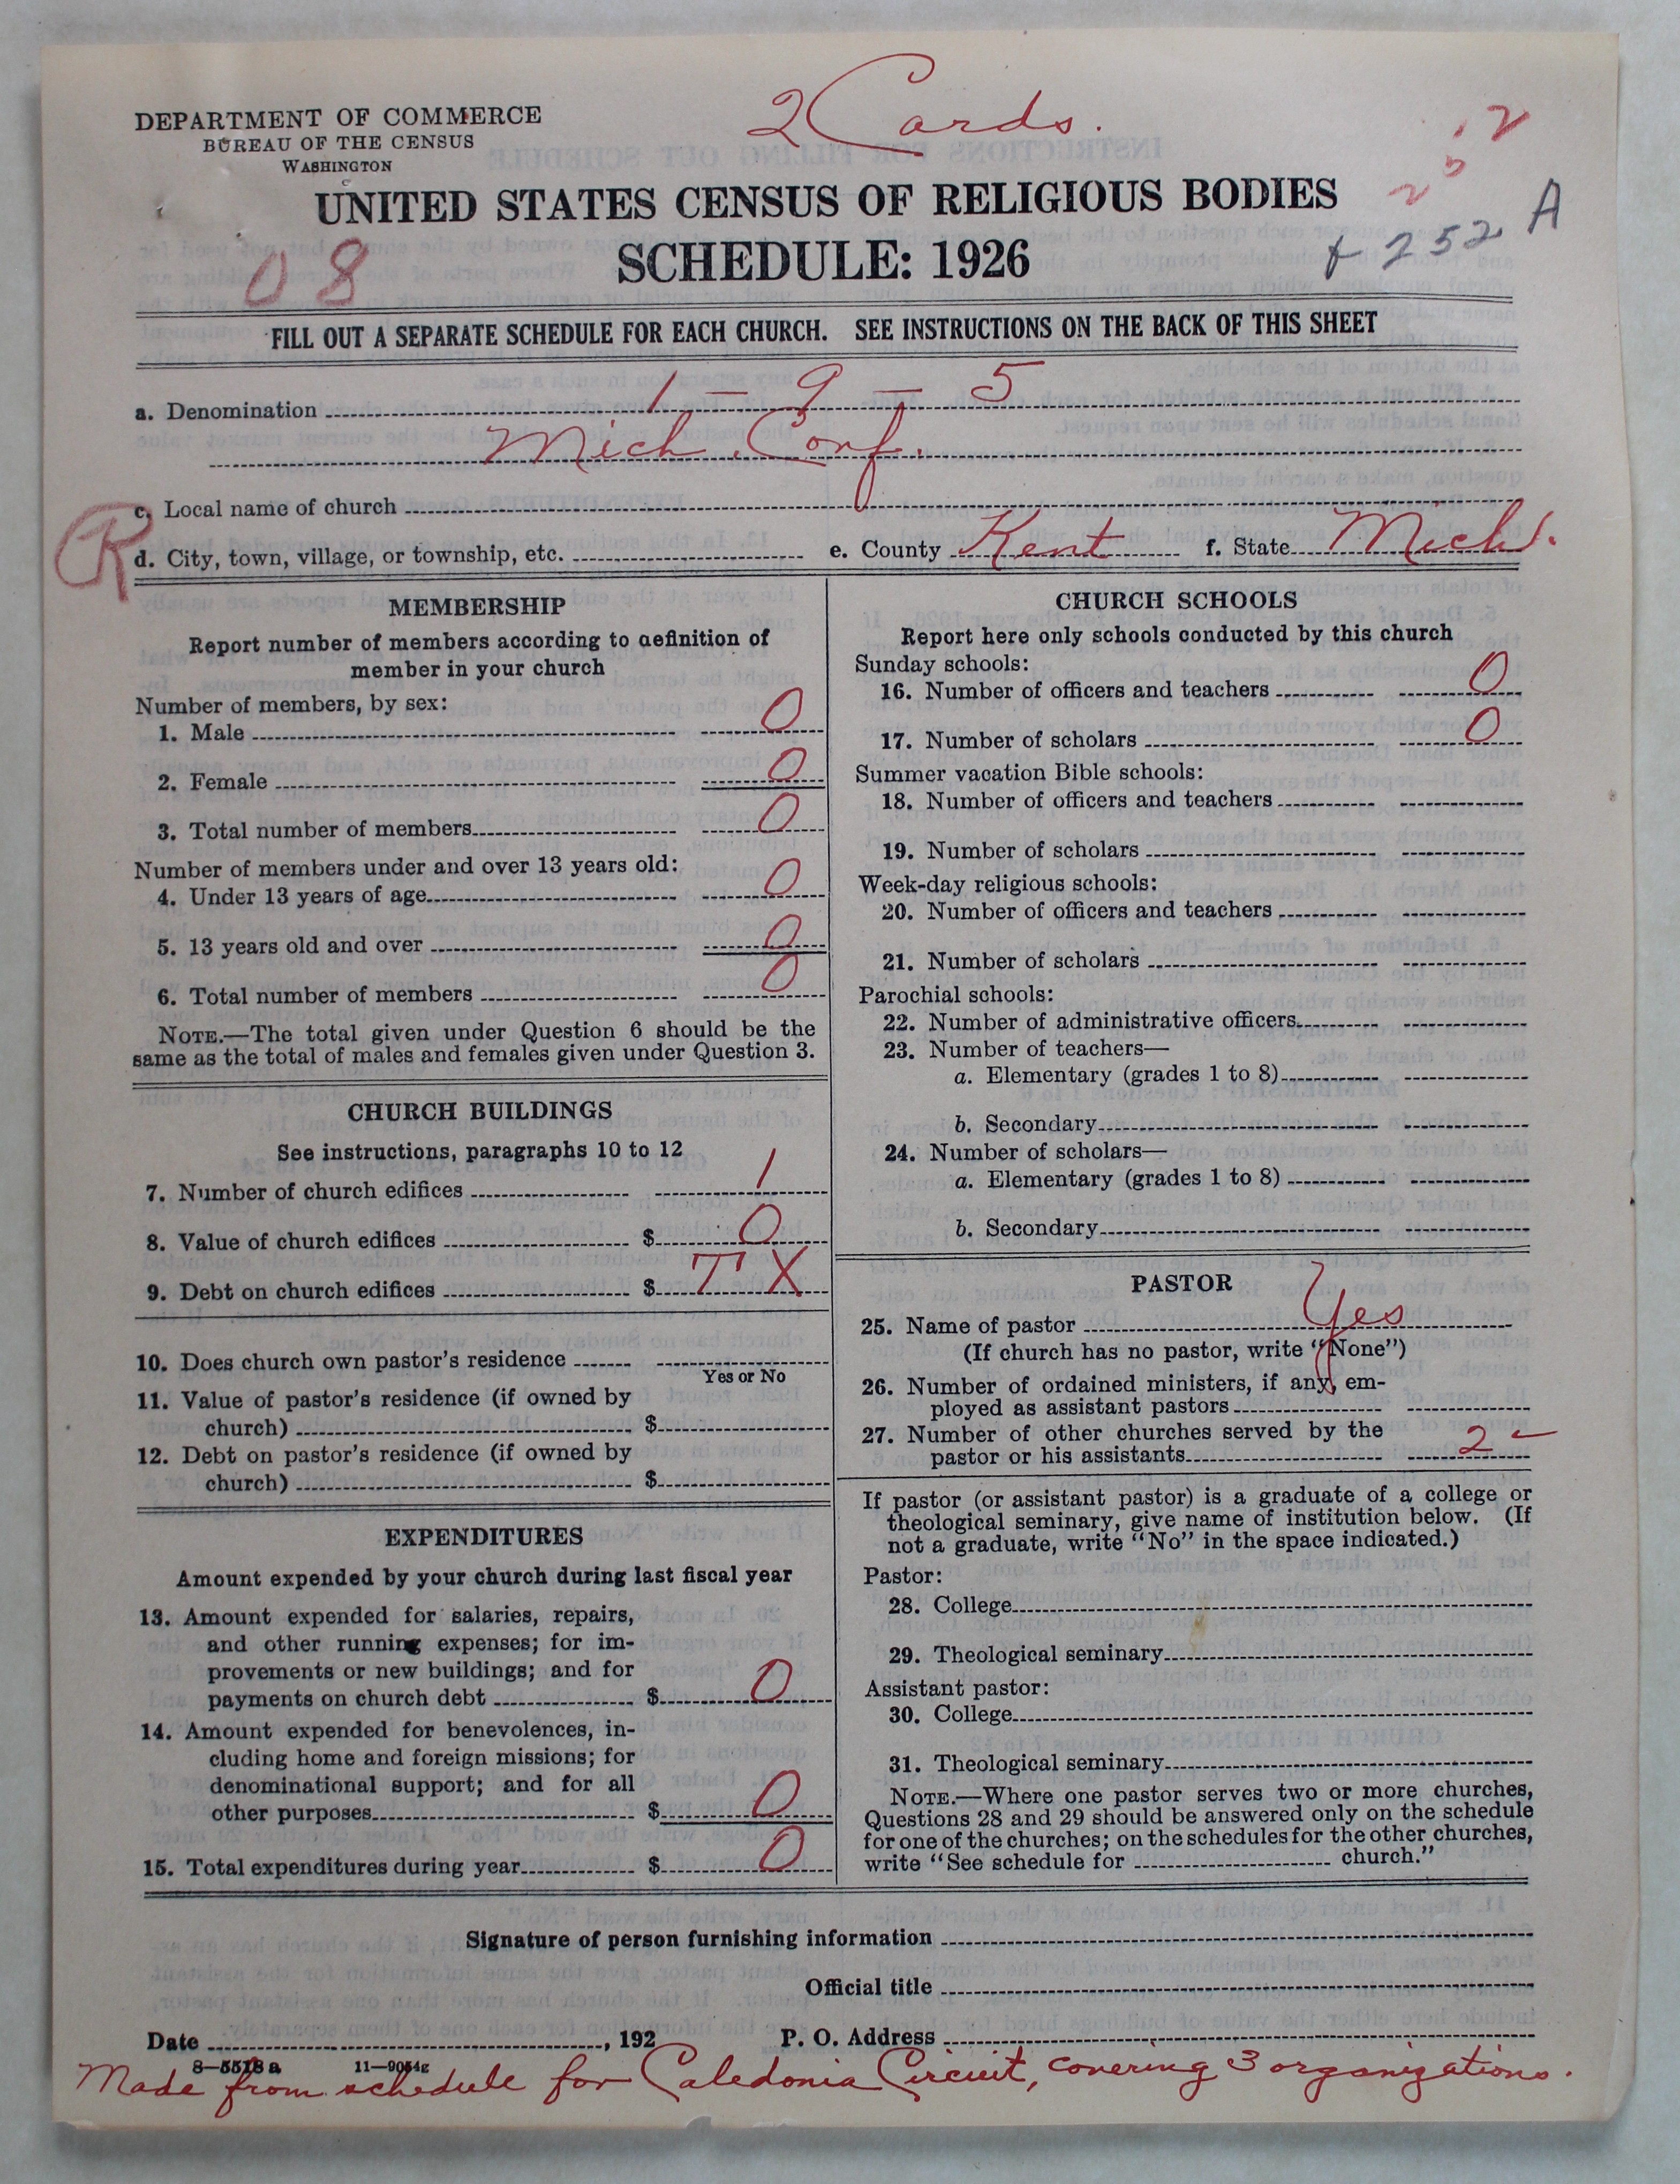 2 Cards.
DEPARTMENT OF COMMERCE
BUREAU OF THE CENSUS
WASHINGTON
UNITED STATES CENSUS OF RELIGIOUS BODIES
SCHEDULE: 1926
252 A
08
FILL OUT A SEPARATE SCHEDULE FOR EACH CHURCH. SEE INSTRUCTIONS ON THE BACK OF THIS SHEET
a. Denomination 1 – 9 – 5
Mich. Conf.
R
c. Local name of church
d. City, town, village, or township, etc. e. County Kent f. State Mich.
MEMBERSHIP
Report number of members according to definition of
member in your church
Number of members, by sex:
1. Male 0
2. Female 0
3. Total number of members 0
Number of members under and over 13 years old:
4. Under 13 years of age 0
5. 13 years old and over 0
6. Total number of members 0
NOTE.—The total given under Question 6 should be the
same as the total of males and females given under Question 3.
CHURCH BUILDINGS
See instructions, paragraphs 10 to 12
7. Number of church edifices 1
8. Value of church edifices $ 0
9. Debt on church edifices $ T X
10. Does church own pastor's residence
Yes or No
11. Value of pastor's residence (if owned by
church) $
12. Debt on pastor's residence (if owned by
church) $
EXPENDITURES
Amount expended by your church during last fiscal year
13. Amount expended for salaries, repairs,
and other running expenses; for im-
provements or new buildings; and for
payments on church debt $ 0
14. Amount expended for benevolences, in-
cluding home and foreign missions; for
denominational support; and for all
other purposes $ 0
15. Total expenditures during year $ 0
CHURCH SCHOOLS
Report here only schools conducted by this church
Sunday schools:
16. Number of officers and teachers 0
17. Number of scholars 0
Summer vacation Bible schools:
18. Number of officers and teachers
19. Number of scholars
Week-day religious schools:
20. Number of officers and teachers
21. Number of scholars
Parochial schools:
22. Number of administrative officers
23. Number of teachers—
a. Elementary (grades 1 to 8)
b. Secondary
24. Number of scholars—
a. Elementary (grades 1 to 8)
b. Secondary
PASTOR
25. Name of pastor Yes
(If church has no pastor, write "None")
26. Number of ordained ministers, if any, em-
ployed as assistant pastors
27. Number of other churches served by the
pastor or his assistants 2
If pastor (or assistant pastor) is a graduate of a college or
theological seminary, give name of institution below. (If
not a graduate, write "No" in the space indicated.)
Pastor:
28. College
29. Theological seminary
Assistant pastor:
30. College
31. Theological seminary
NOTE.—Where one pastor serves two or more churches,
Questions 28 and 29 should be answered only on the schedule
for one of the churches; on the schedules for the other churches,
write "See schedule for church."
Signature of person furnishing information
Official title
Date , 192 P. O. Address
8—5518a 11—9054g
Made from schedule for Caledonia Circuit, covering 3 organizations.